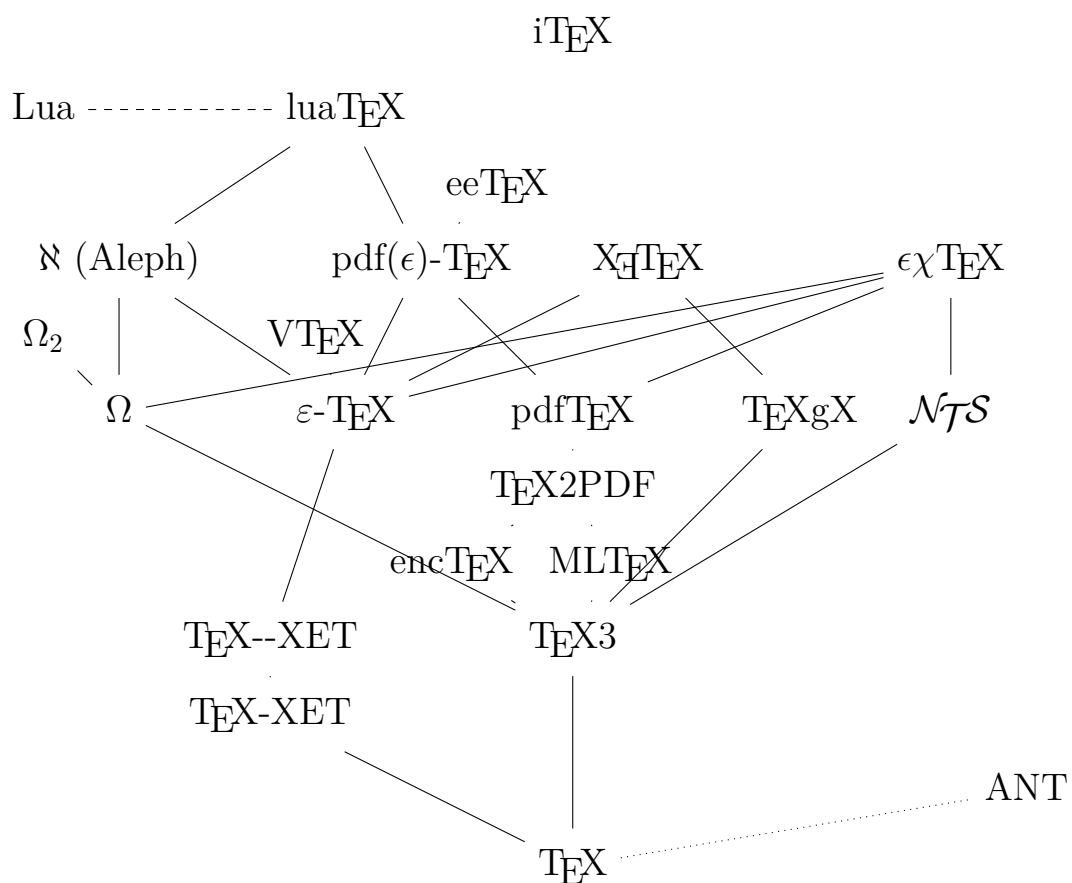 iTEX
Lua luaTEX
eeTEX
ℵ (Aleph) pdf(ϵ)-TEX XƎTEX ϵχTEX
Ω₂ VTEX
Ω ε-TEX pdfTEX TEXgX 𝒩𝒯𝒮
TEX2PDF
encTEX MLTEX
TEX--XET TEX3
TEX-XET
ANT
TEX